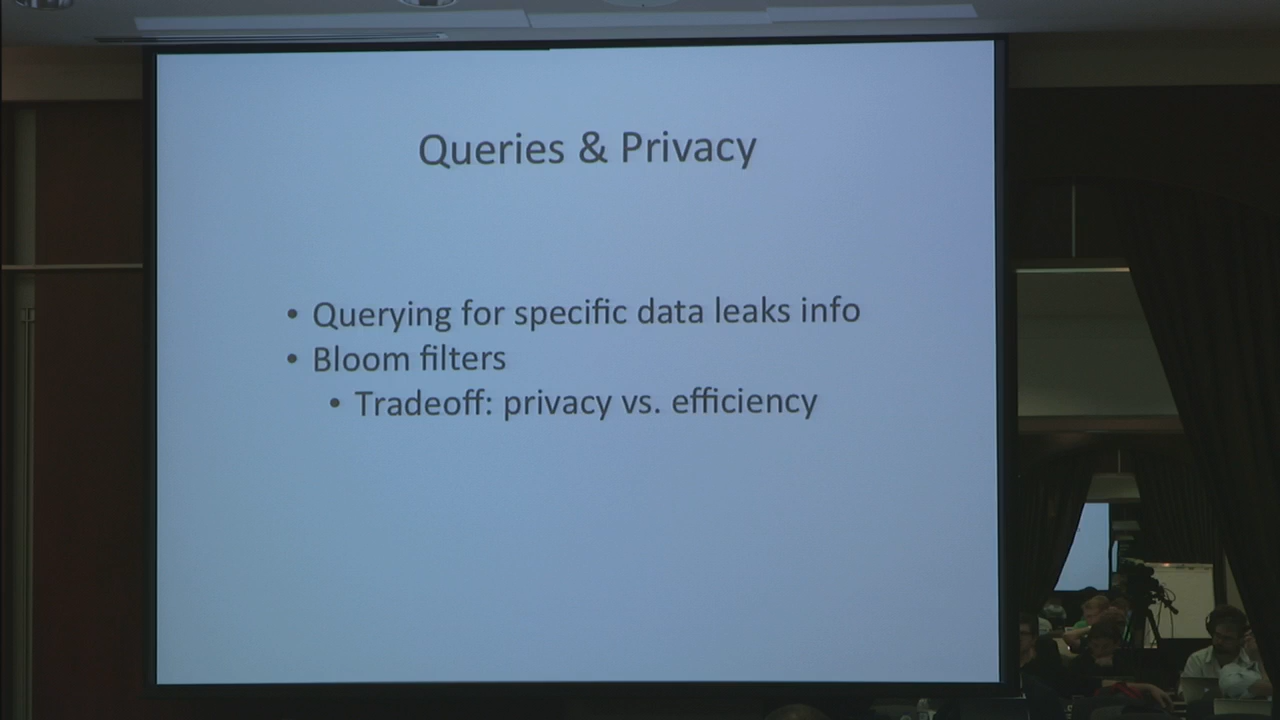 Queries & Privacy
• Querying for specific data leaks info
• Bloom filters
• Tradeoff: privacy vs. efficiency